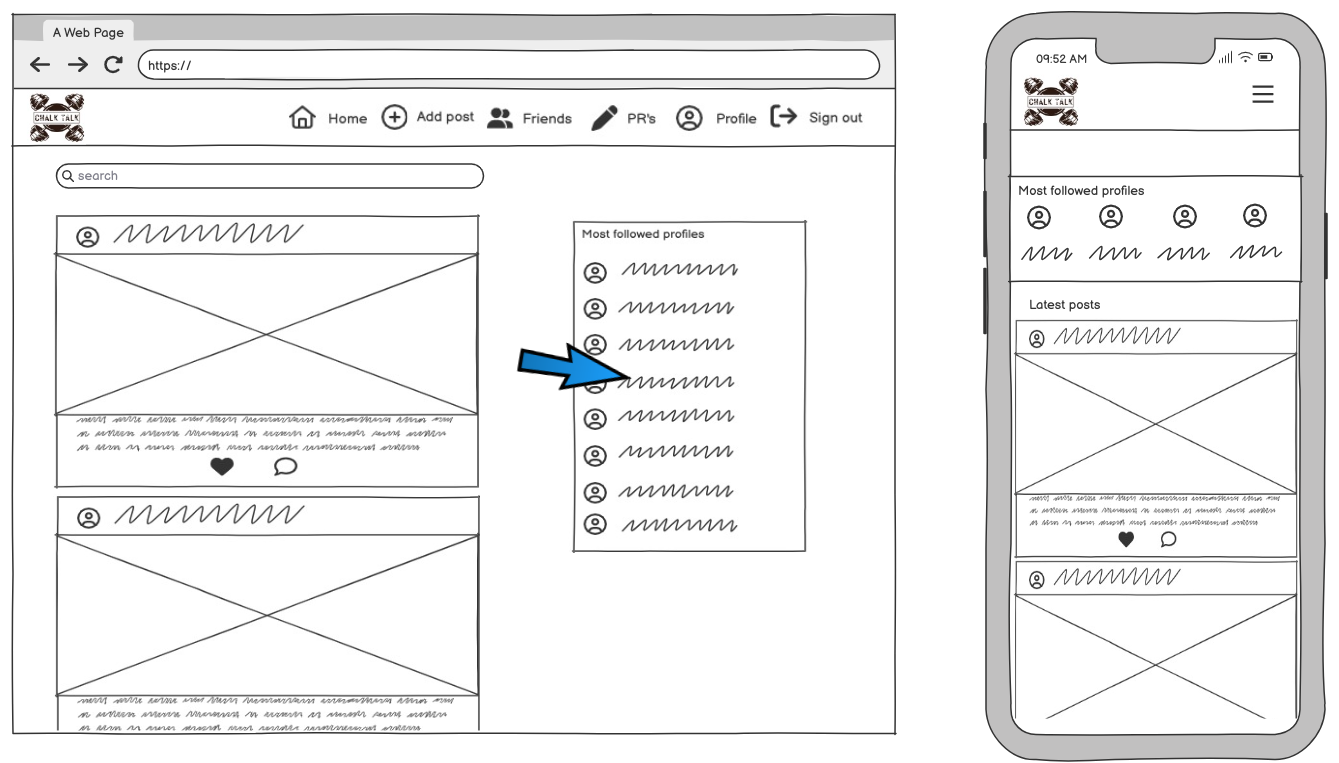 A Web Page
https://
CHALK TALK
Home
Add post
Friends
PR's
Profile
Sign out
search
Most followed profiles
09:52 AM
CHALK TALK
Most followed profiles
Latest posts